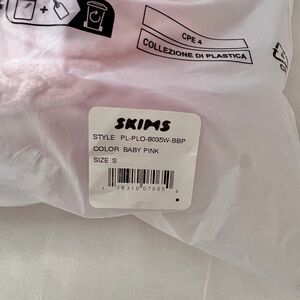 CPE 4
COLLEZIONE DI PLASTICA
SKIMS
STYLE PL-PLO-8035W-BBP
COLOR BABY PINK
SIZE S